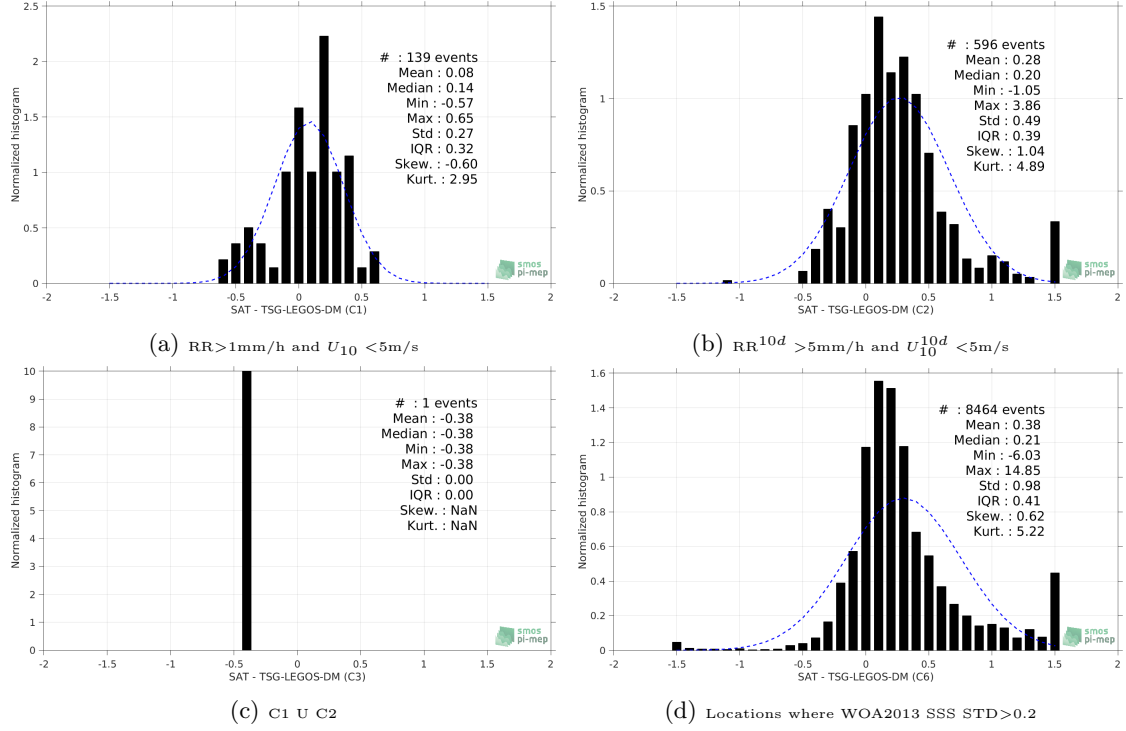 2.5
2
1.5
1
0.5
0
-2
-1.5
-1
-0.5
0
0.5
1
1.5
2
Normalized histogram
SAT - TSG-LEGOS-DM (C1)
# : 139 events
Mean : 0.08
Median : 0.14
Min : -0.57
Max : 0.65
Std : 0.27
IQR : 0.32
Skew. : -0.60
Kurt. : 2.95
smos
pi-mep
(a) RR>1mm/h and U10 <5m/s
1.5
1
0.5
0
-2
-1.5
-1
-0.5
0
0.5
1
1.5
2
Normalized histogram
SAT - TSG-LEGOS-DM (C2)
# : 596 events
Mean : 0.28
Median : 0.20
Min : -1.05
Max : 3.86
Std : 0.49
IQR : 0.39
Skew. : 1.04
Kurt. : 4.89
smos
pi-mep
(b) RR10d >5mm/h and U10 10d <5m/s
10
9
8
7
6
5
4
3
2
1
0
-2
-1.5
-1
-0.5
0
0.5
1
1.5
2
Normalized histogram
SAT - TSG-LEGOS-DM (C3)
# : 1 events
Mean : -0.38
Median : -0.38
Min : -0.38
Max : -0.38
Std : 0.00
IQR : 0.00
Skew. : NaN
Kurt. : NaN
smos
pi-mep
(c) C1 U C2
1.6
1.4
1.2
1
0.8
0.6
0.4
0.2
0
-2
-1.5
-1
-0.5
0
0.5
1
1.5
2
Normalized histogram
SAT - TSG-LEGOS-DM (C6)
# : 8464 events
Mean : 0.38
Median : 0.21
Min : -6.03
Max : 14.85
Std : 0.98
IQR : 0.41
Skew. : 0.62
Kurt. : 5.22
smos
pi-mep
(d) Locations where WOA2013 SSS STD>0.2